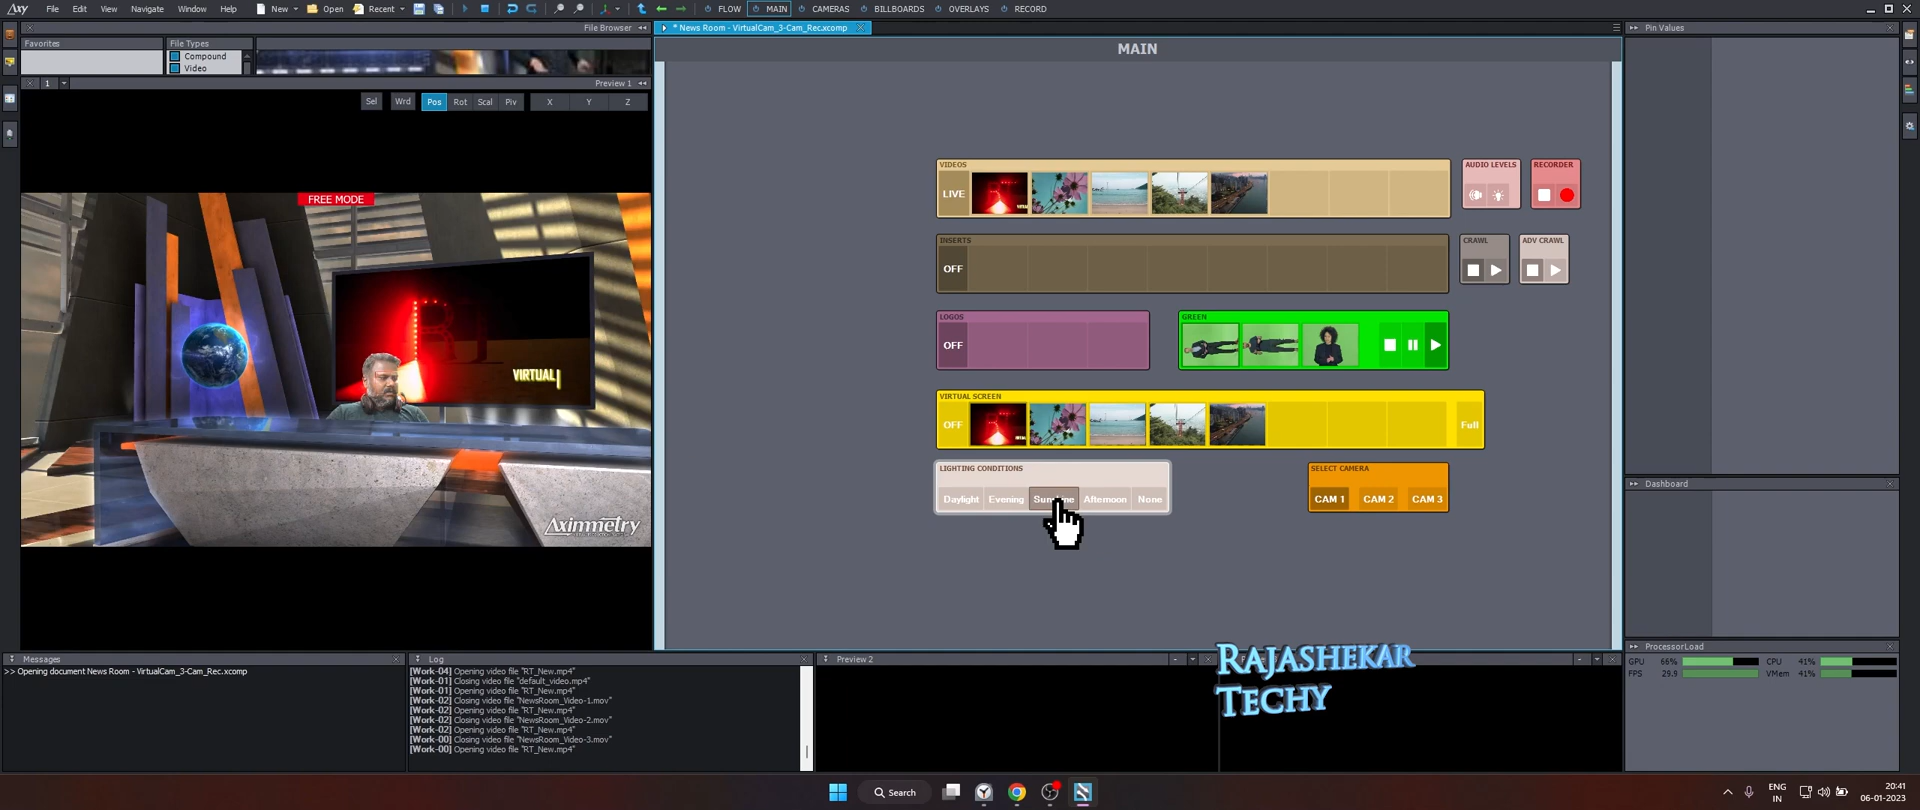 Axy File Edit View Navigate Window Help New Open Recent FLOW MAIN CAMERAS BILLBOARDS OVERLAYS RECORD
File Browser
* News Room - VirtualCam_3-Cam_Rec.xcomp
Pin Values
Favorites
File Types
Compound
Video
MAIN
1
Preview 1
Sel Wrd Pos Rot Scal Piv X Y Z
FREE MODE
VIRTUAL
Aximmetry
VIDEOS
LIVE
AUDIO LEVELS
RECORDER
INSERTS
OFF
CRAWL
ADV CRAWL
LOGOS
OFF
GREEN
VIRTUAL SCREEN
OFF
Full
LIGHTING CONDITIONS
Daylight Evening Afternoon None
SELECT CAMERA
CAM 1 CAM 2 CAM 3
Dashboard
Messages
>> Opening document News Room - VirtualCam_3-Cam_Rec.xcomp
Log
[Work-04] Opening video file "RT_New.mp4"
[Work-01] Closing video file "default_video.mp4"
[Work-01] Opening video file "RT_New.mp4"
[Work-02] Closing video file "NewsRoom_Video-1.mov"
[Work-02] Opening video file "RT_New.mp4"
[Work-02] Closing video file "NewsRoom_Video-2.mov"
[Work-02] Opening video file "RT_New.mp4"
[Work-00] Closing video file "NewsRoom_Video-3.mov"
[Work-00] Opening video file "RT_New.mp4"
Preview 2
RAJASHEKAR
TECHY
ProcessorLoad
GPU 66% CPU 41%
FPS 29.9 VMem 41%
Search
ENG
IN
20:41
06-01-2023